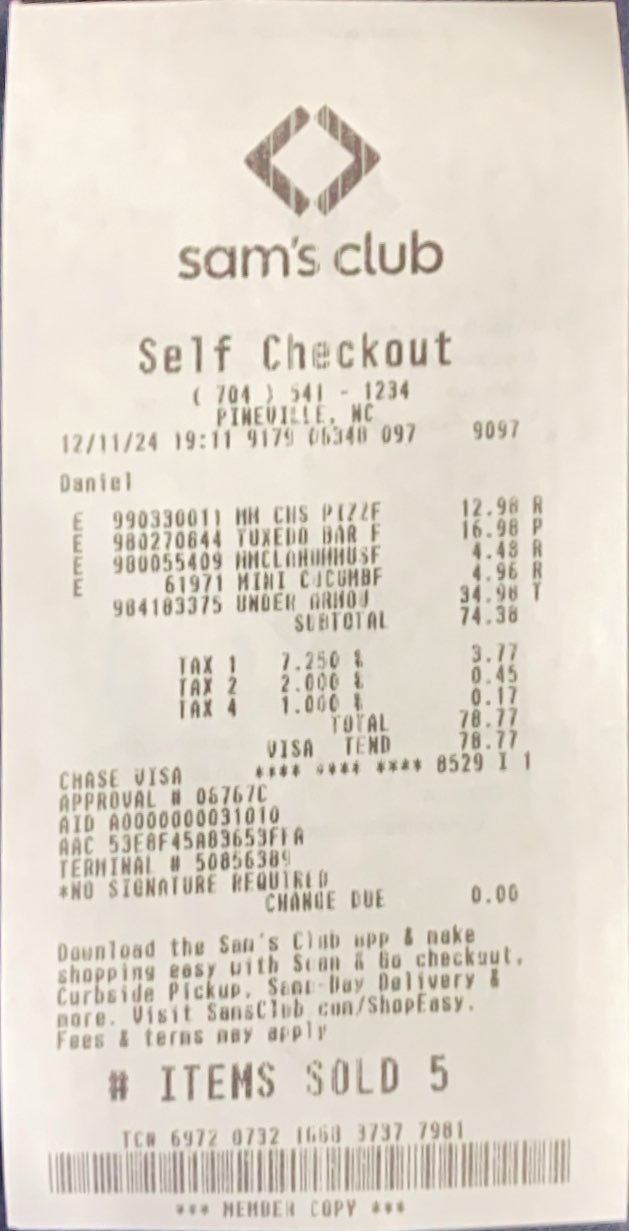 sam's club
Self Checkout
( 704 ) 541 - 1234
PINEVILLE, NC
12/11/24 19:11 9179 06340 097 9097
Daniel
E 990330011 MM CHS PIZZF 12.98 R
E 980270844 TUXEDO BAR F 16.98 P
E 980055409 4.48 R
E 61971 MINI CUCUMBF 4.96 R
984183375 UNDER ARMOU 34.98 T
SUBTOTAL 74.38
TAX 1 7.250 % 3.77
TAX 2 2.000 % 0.45
TAX 4 1.000 % 0.17
TOTAL 78.77
VISA TEND 78.77
CHASE VISA **** **** **** 8529 I 1
APPROVAL # 06767C
AID A0000000031010
AAC 53E8F45A83653FFA
TERMINAL # 50856389
*NO SIGNATURE REQUIRED
CHANGE DUE 0.00
Download the Sam's Club app & make
shopping easy with Scan & Go checkout,
Curbside Pickup, Same-Day Delivery &
more. Visit SamsClub.com/ShopEasy.
Fees & terms may apply
# ITEMS SOLD 5
TC# 6972 0732 1660 3737 7981
*** MEMBER COPY ***